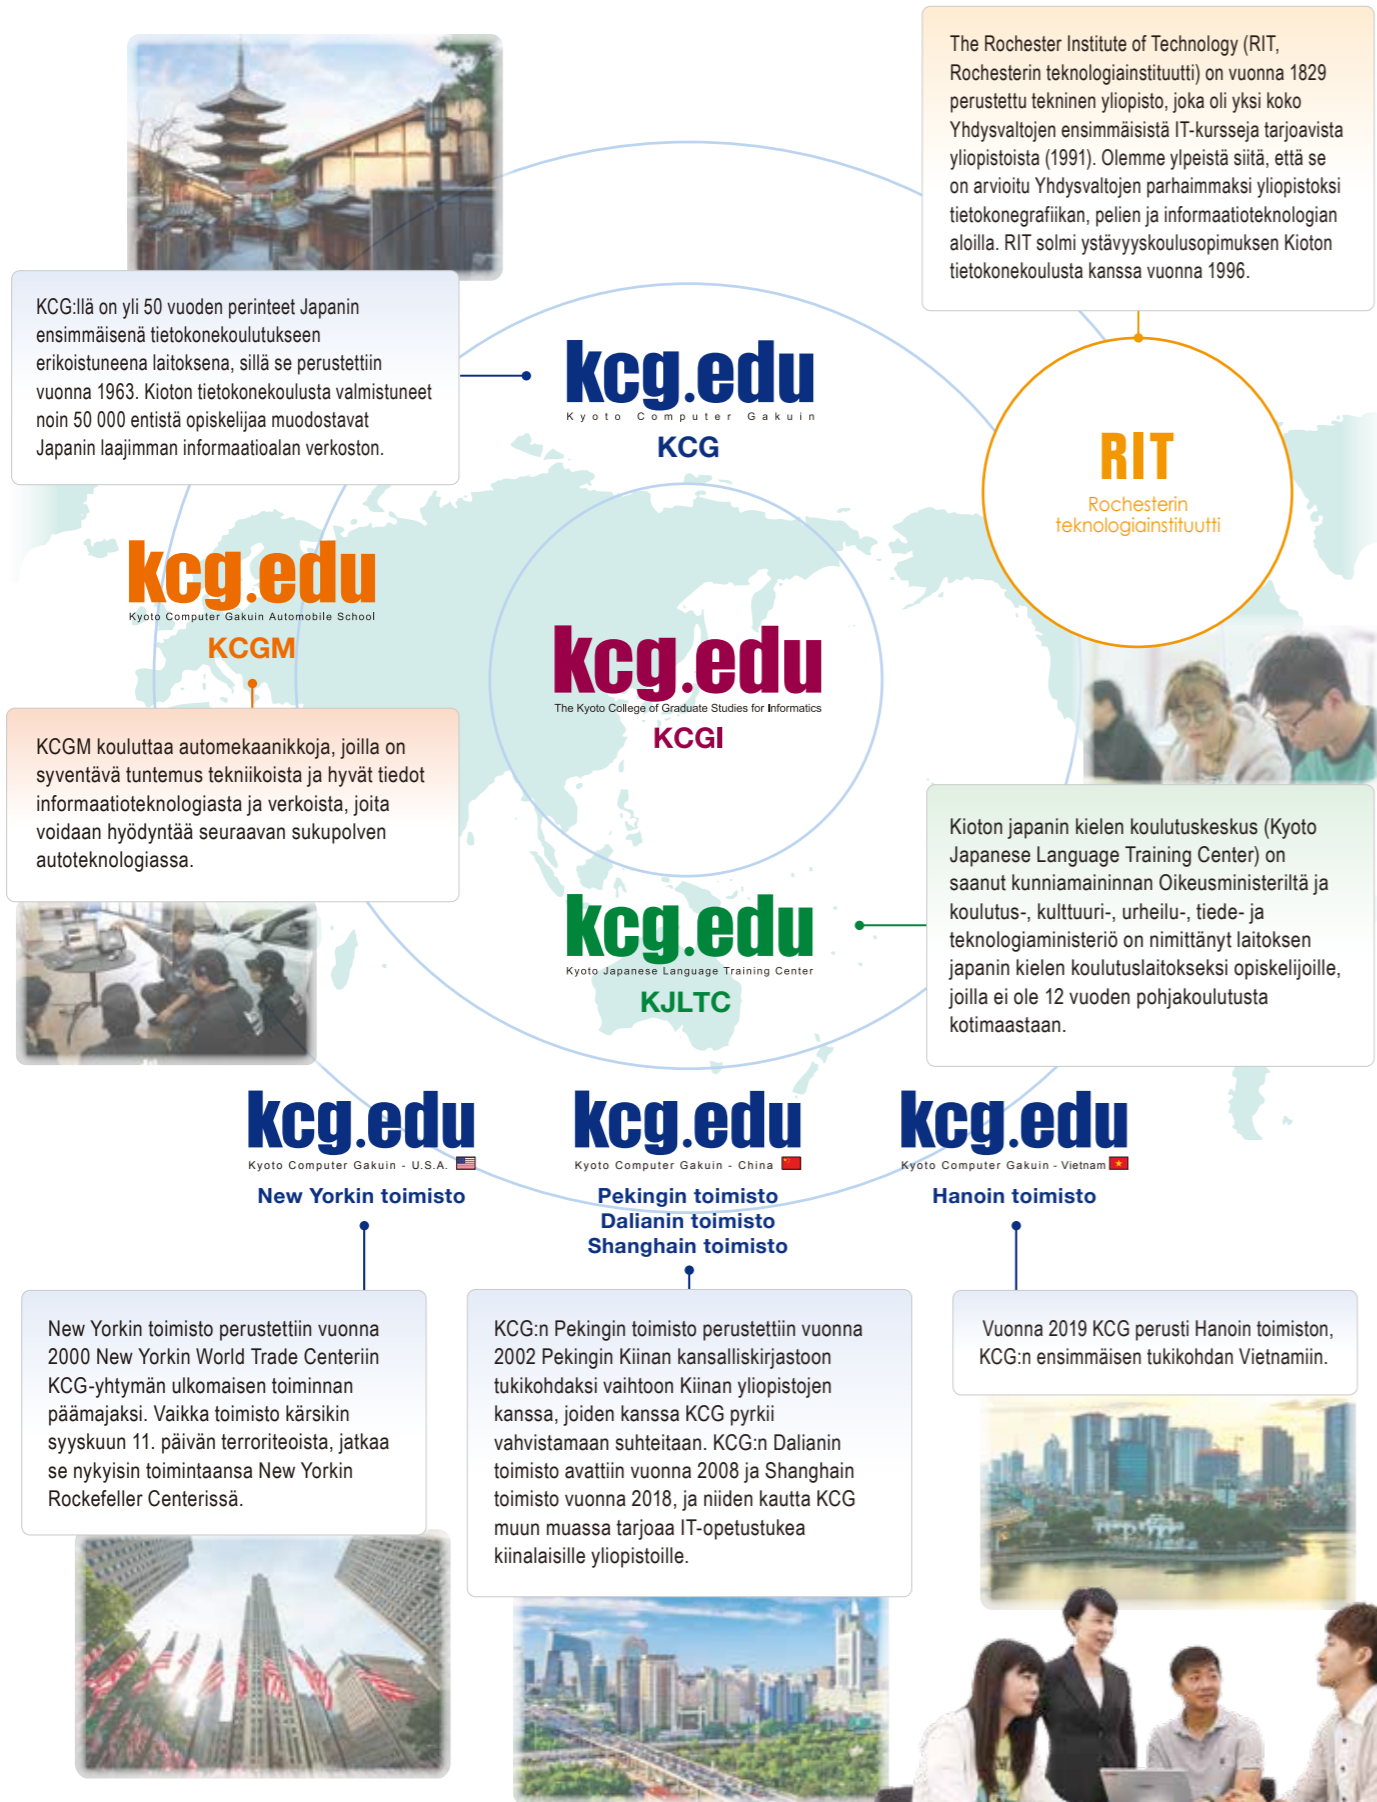 The Rochester Institute of Technology (RIT,
Rochesterin teknologiainstituutti) on vuonna 1829
perustettu tekninen yliopisto, joka oli yksi koko
Yhdysvaltojen ensimmäisistä IT-kursseja tarjoavista
yliopistoista (1991). Olemme ylpeistä siitä, että se
on arvioitu Yhdysvaltojen parhaimmaksi yliopistoksi
tietokonegrafiikan, pelien ja informaatioteknologian
aloilla. RIT solmi ystävyyskoulusopimuksen Kioton
tietokonekoulusta kanssa vuonna 1996.
KCG:llä on yli 50 vuoden perinteet Japanin
ensimmäisenä tietokonekoulutukseen
erikoistuneena laitoksena, sillä se perustettiin
vuonna 1963. Kioton tietokonekoulusta valmistuneet
noin 50 000 entistä opiskelijaa muodostavat
Japanin laajimman informaatioalan verkoston.
kcg.edu
Kyoto Computer Gakuin
KCG
RIT
Rochesterin
teknologiainstituutti
kcg.edu
Kyoto Computer Gakuin Automobile School
KCGM
kcg.edu
The Kyoto College of Graduate Studies for Informatics
KCGI
KCGM kouluttaa automekaanikkoja, joilla on
syventävä tuntemus tekniikoista ja hyvät tiedot
informaatioteknologiasta ja verkoista, joita
voidaan hyödyntää seuraavan sukupolven
autoteknologiassa.
Kioton japanin kielen koulutuskeskus (Kyoto
Japanese Language Training Center) on
saanut kunniamaininnan Oikeusministeriltä ja
koulutus-, kulttuuri-, urheilu-, tiede- ja
teknologiaministeriö on nimittänyt laitoksen
japanin kielen koulutuslaitokseksi opiskelijoille,
joilla ei ole 12 vuoden pohjakoulutusta
kotimaastaan.
kcg.edu
Kyoto Japanese Language Training Center
KJLTC
kcg.edu
Kyoto Computer Gakuin - U.S.A.
New Yorkin toimisto
kcg.edu
Kyoto Computer Gakuin - China
Pekingin toimisto
Dalianin toimisto
Shanghain toimisto
kcg.edu
Kyoto Computer Gakuin - Vietnam
Hanoin toimisto
New Yorkin toimisto perustettiin vuonna
2000 New Yorkin World Trade Centeriin
KCG-yhtymän ulkomaisen toiminnan
päämajaksi. Vaikka toimisto kärsikin
syyskuun 11. päivän terroriteoista, jatkaa
se nykyisin toimintaansa New Yorkin
Rockefeller Centerissä.
KCG:n Pekingin toimisto perustettiin vuonna
2002 Pekingin Kiinan kansalliskirjastoon
tukikohdaksi vaihtoon Kiinan yliopistojen
kanssa, joiden kanssa KCG pyrkii
vahvistamaan suhteitaan. KCG:n Dalianin
toimisto avattiin vuonna 2008 ja Shanghain
toimisto vuonna 2018, ja niiden kautta KCG
muun muassa tarjoaa IT-opetustukea
kiinalaisille yliopistoille.
Vuonna 2019 KCG perusti Hanoin toimiston,
KCG:n ensimmäisen tukikohdan Vietnamiin.